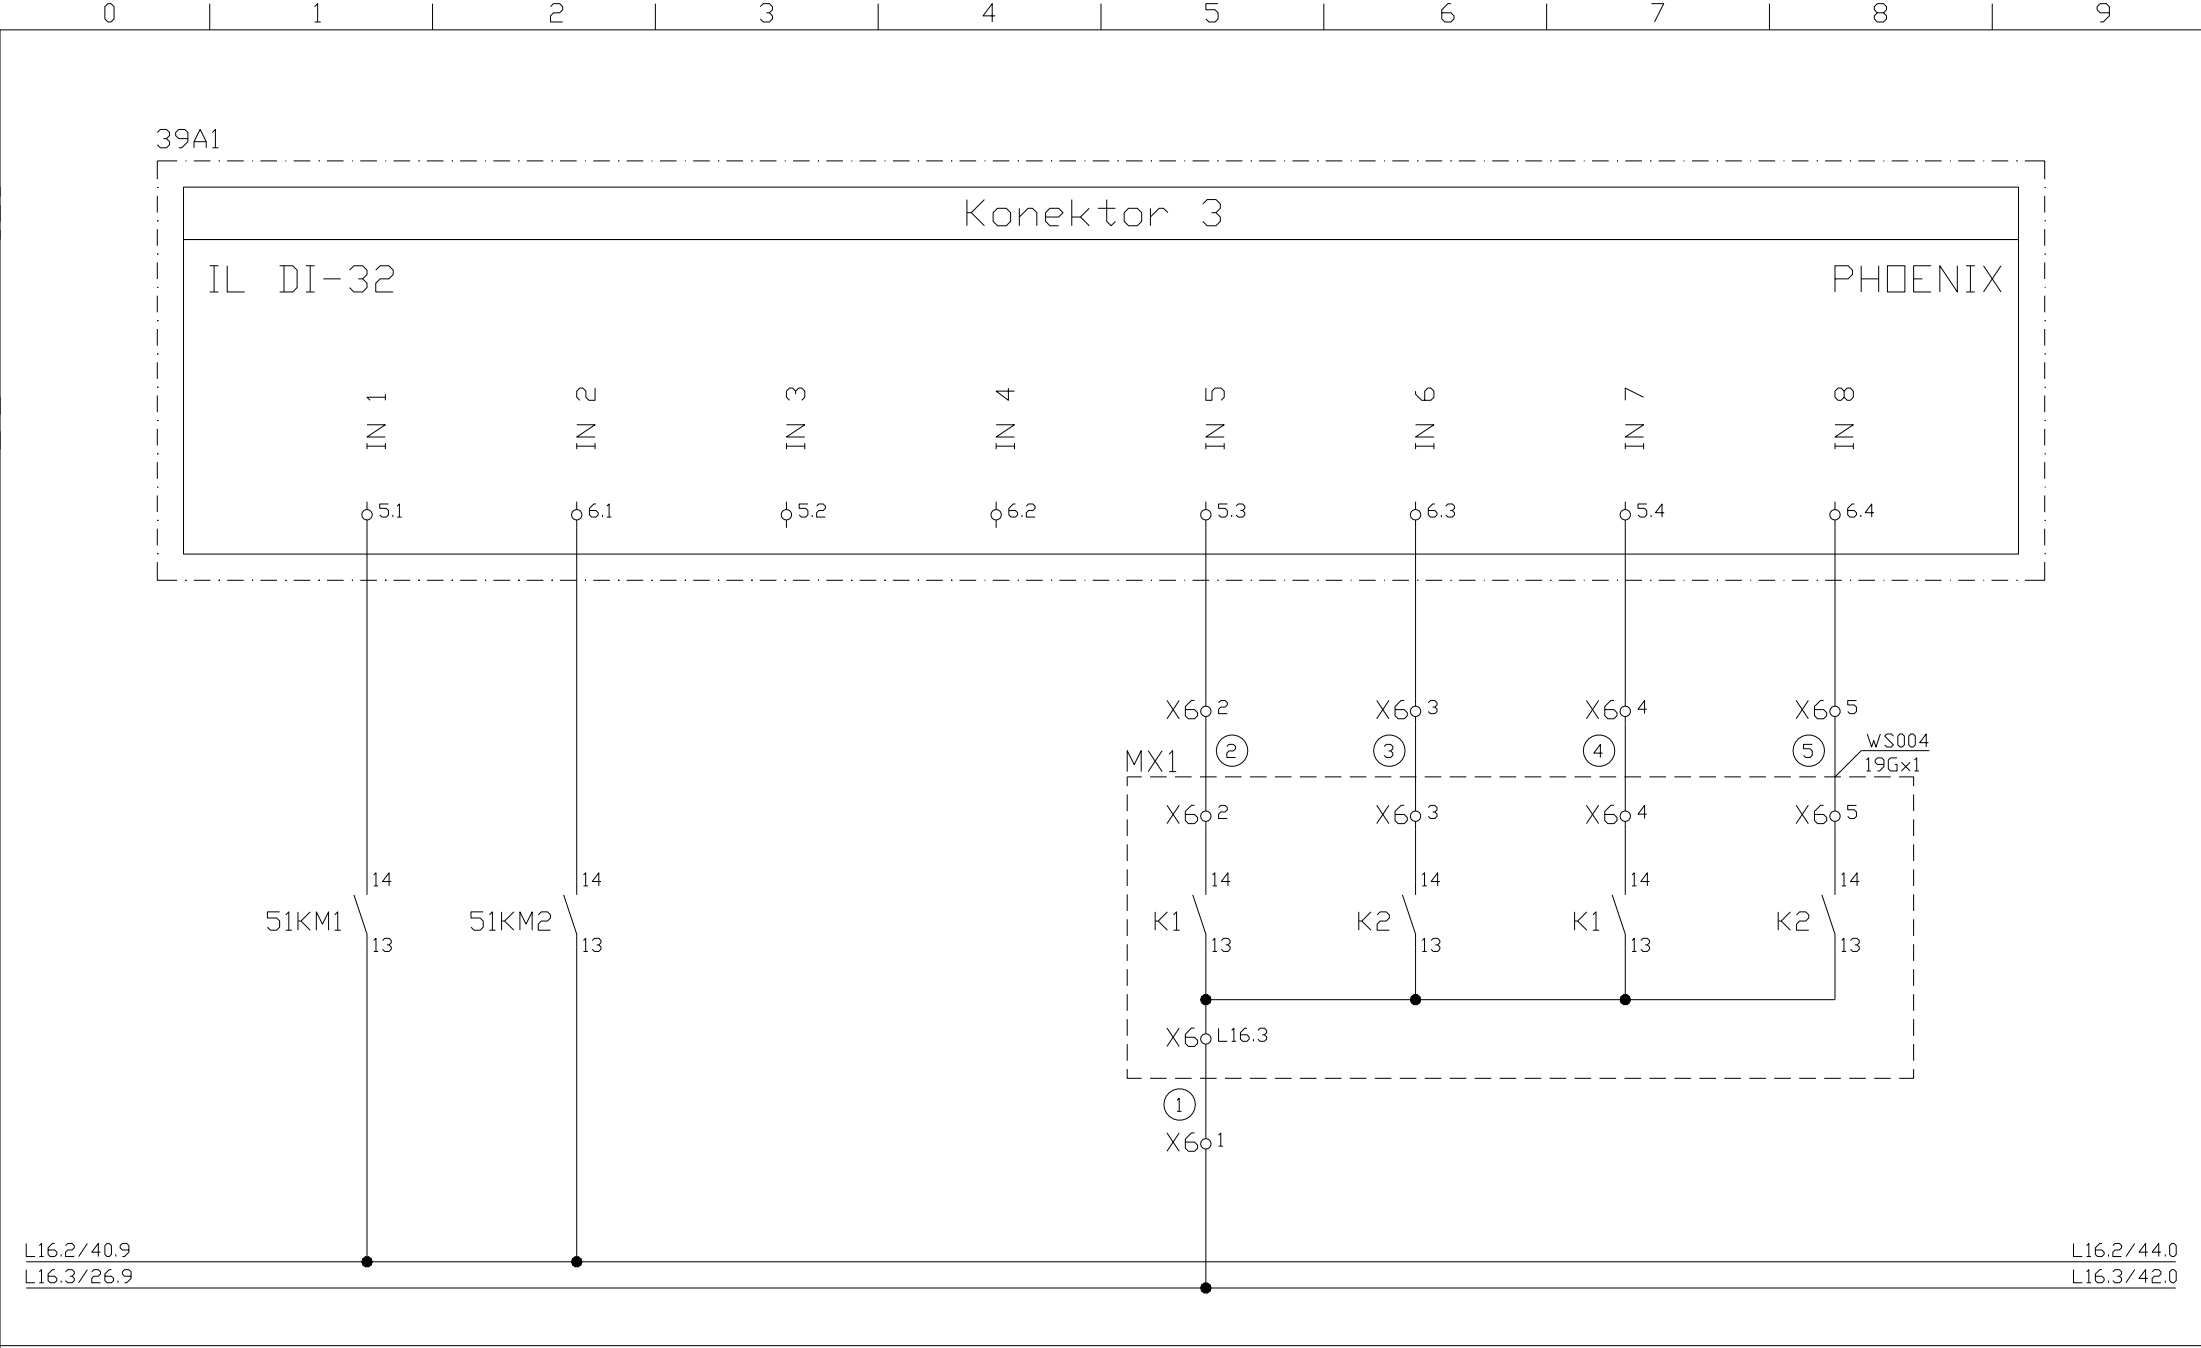 0 1 2 3 4 5 6 7 8 9
39A1
Konektor 3
IL DI-32 PHOENIX
IN 1 IN 2 IN 3 IN 4 IN 5 IN 6 IN 7 IN 8
5.1 6.1 5.2 6.2 5.3 6.3 5.4 6.4
X6 2 X6 3 X6 4 X6 5
2 3 4 5 WS004
MX1 19Gx1
X6 2 X6 3 X6 4 X6 5
14 14 14 14 14 14
51KM1 51KM2 K1 K2 K1 K2
13 13 13 13 13 13
X6 L16.3
1
X6 1
L16.2/40.9 L16.2/44.0
L16.3/26.9 L16.3/42.0